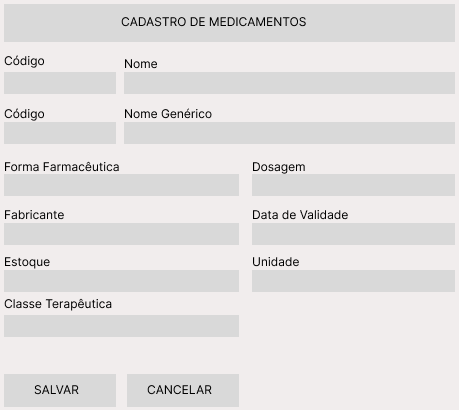 CADASTRO DE MEDICAMENTOS
Código Nome
Código Nome Genérico
Forma Farmacêutica Dosagem
Fabricante Data de Validade
Estoque Unidade
Classe Terapêutica
SALVAR CANCELAR